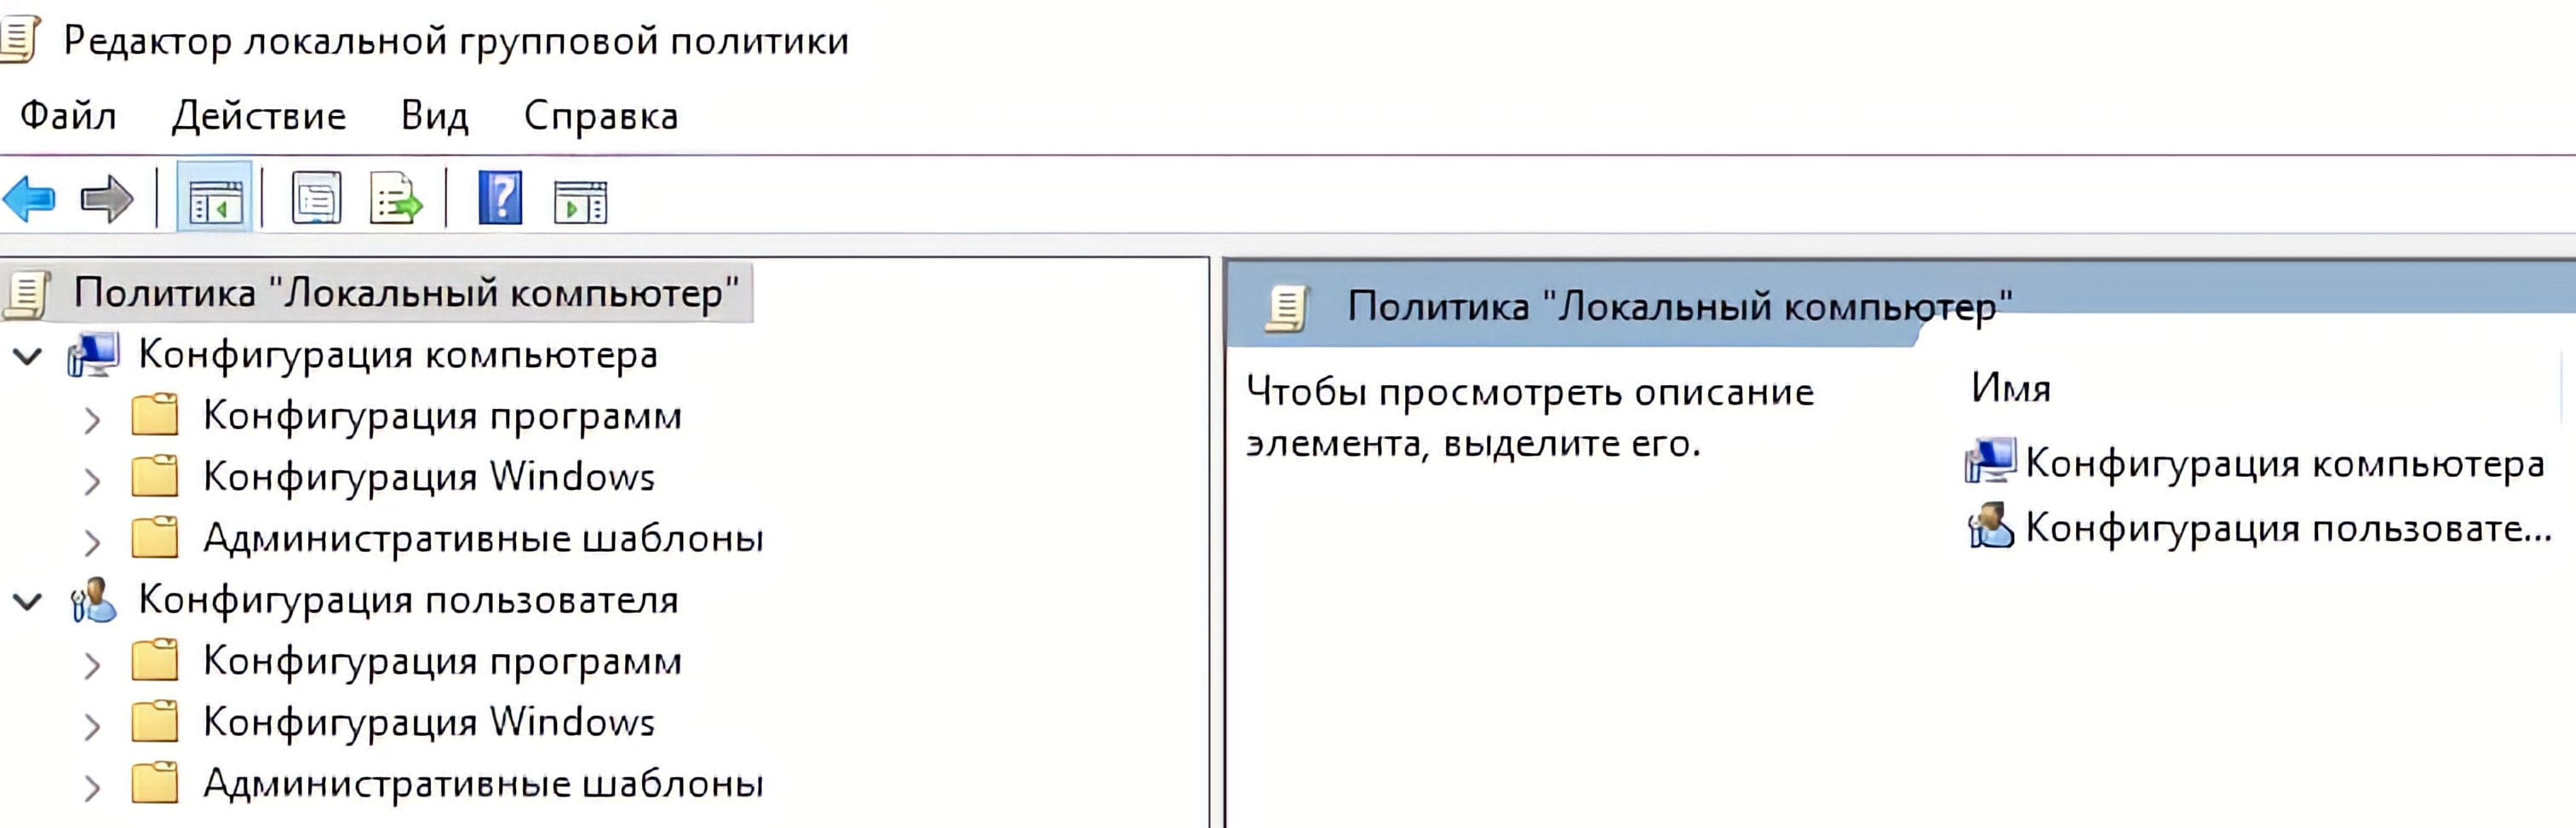 Редактор локальной групповой политики
Файл Действие Вид Справка
Политика "Локальный компьютер"
Конфигурация компьютера
Конфигурация программ
Конфигурация Windows
Административные шаблоны
Конфигурация пользователя
Конфигурация программ
Конфигурация Windows
Административные шаблоны
Политика "Локальный компьютер"
Чтобы просмотреть описание
элемента, выделите его.
Имя
Конфигурация компьютера
Конфигурация пользовате...